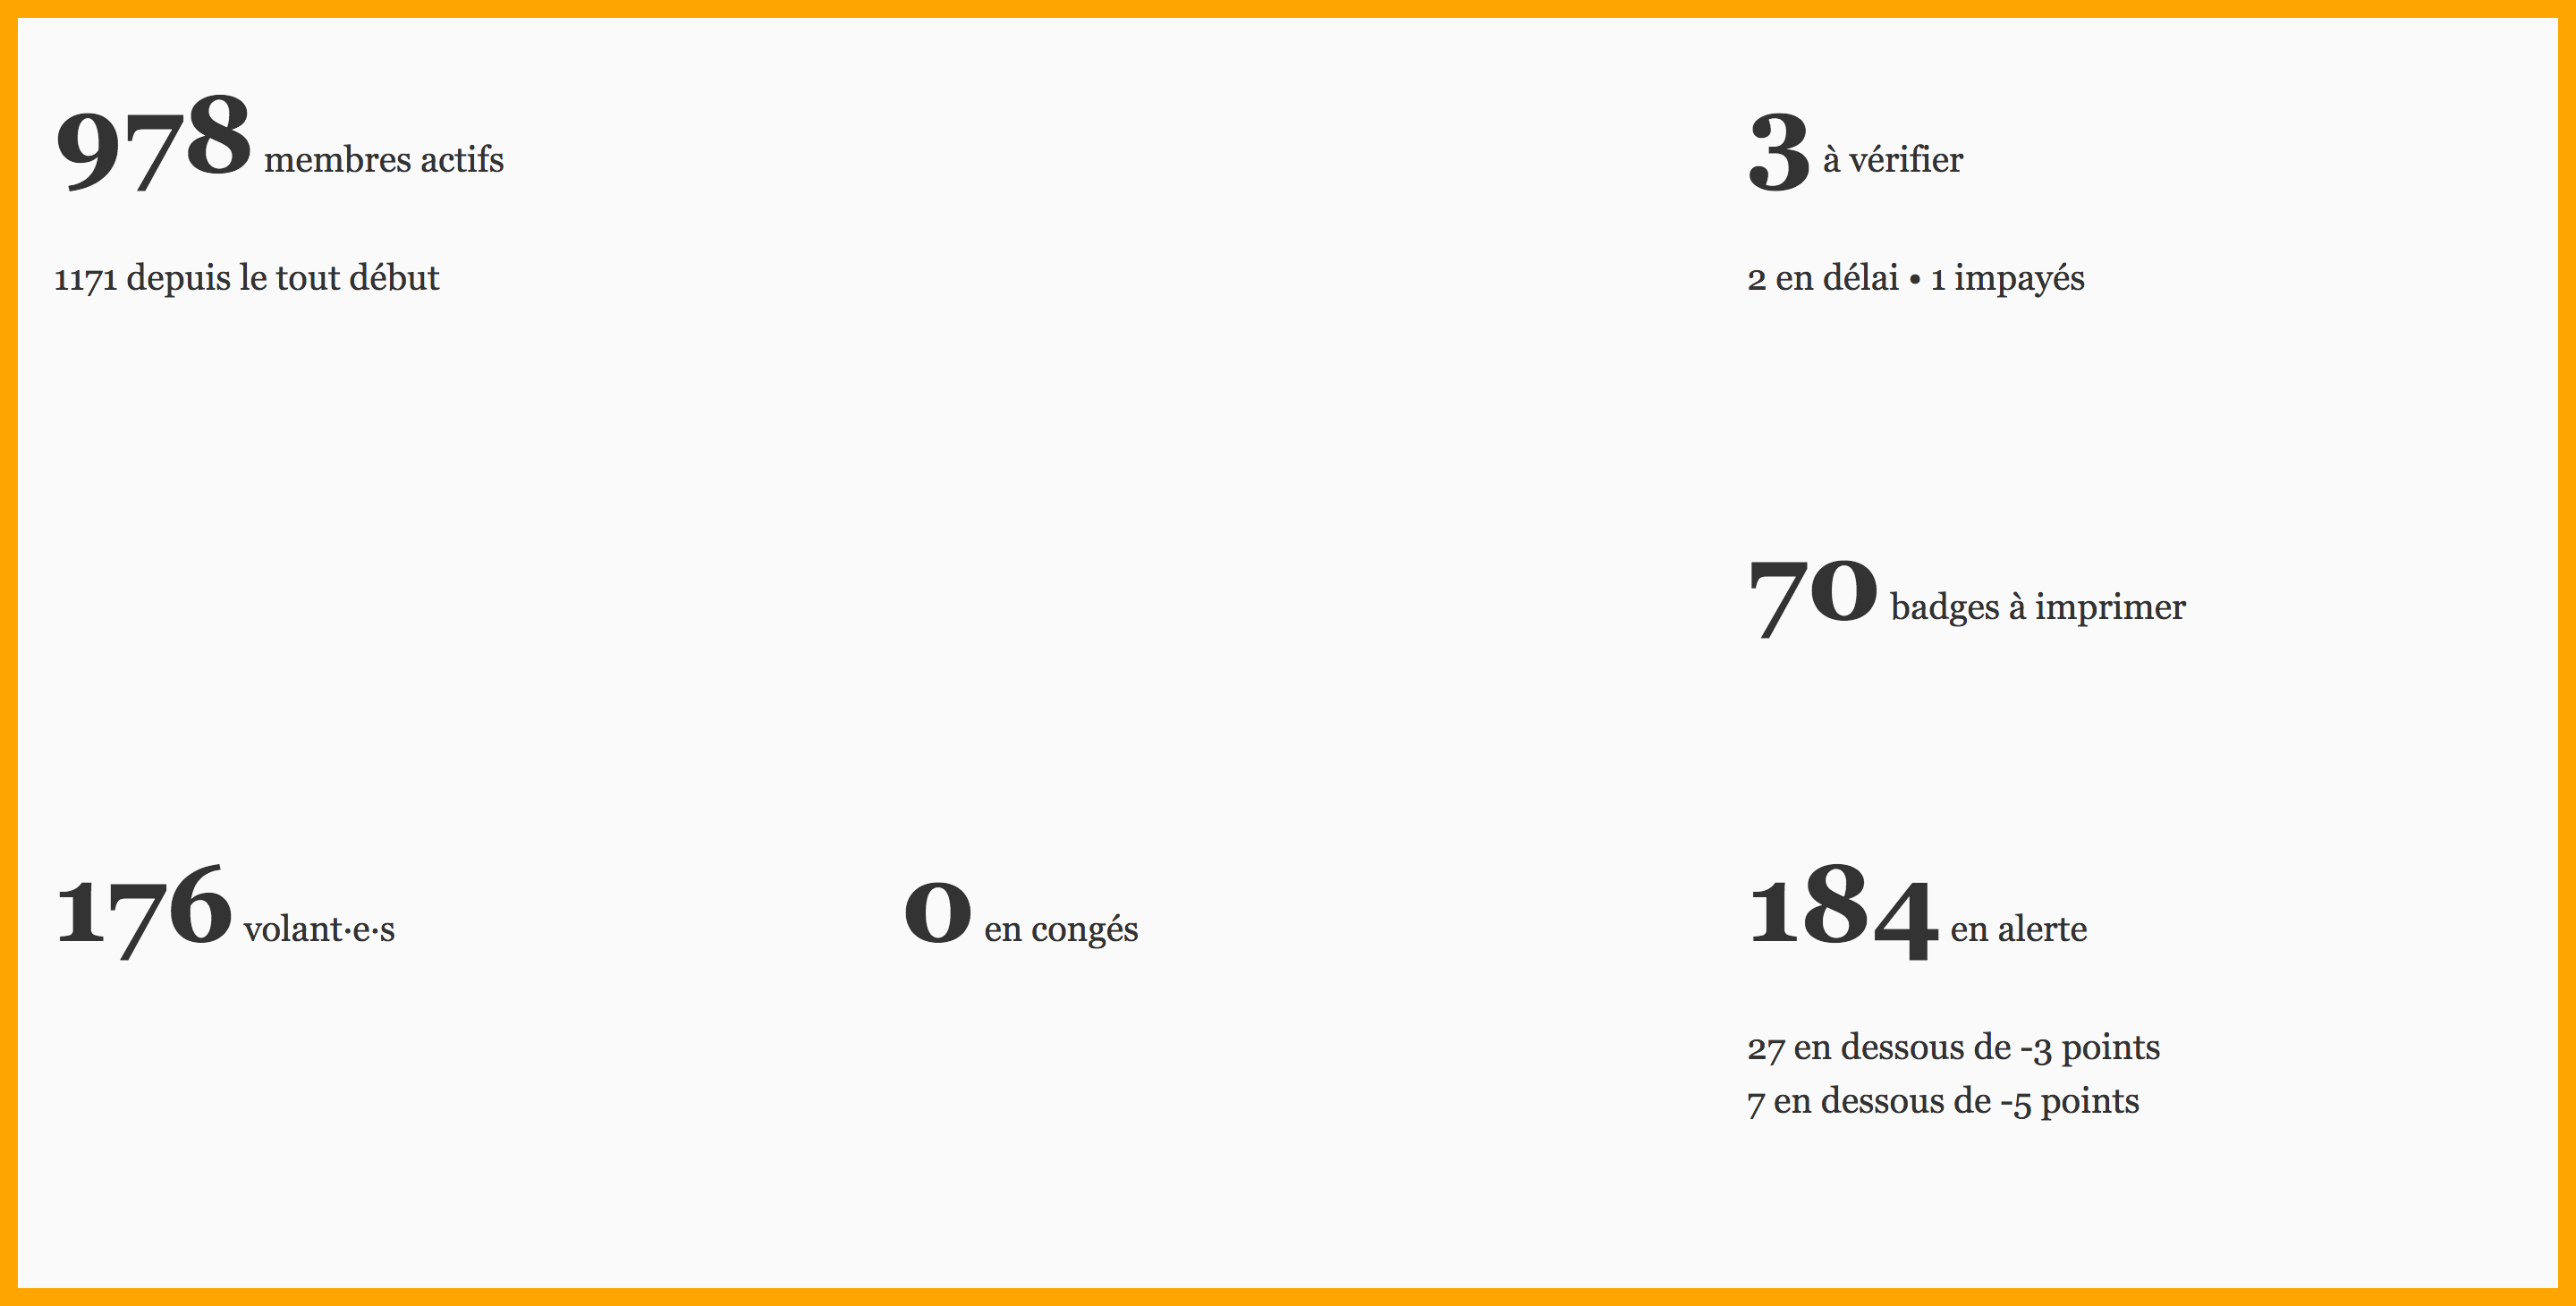 978 membres actifs
3 à vérifier
1171 depuis le tout début
2 en délai • 1 impayés
70 badges à imprimer
176 volant·e·s
0 en congés
184 en alerte
27 en dessous de -3 points
7 en dessous de -5 points